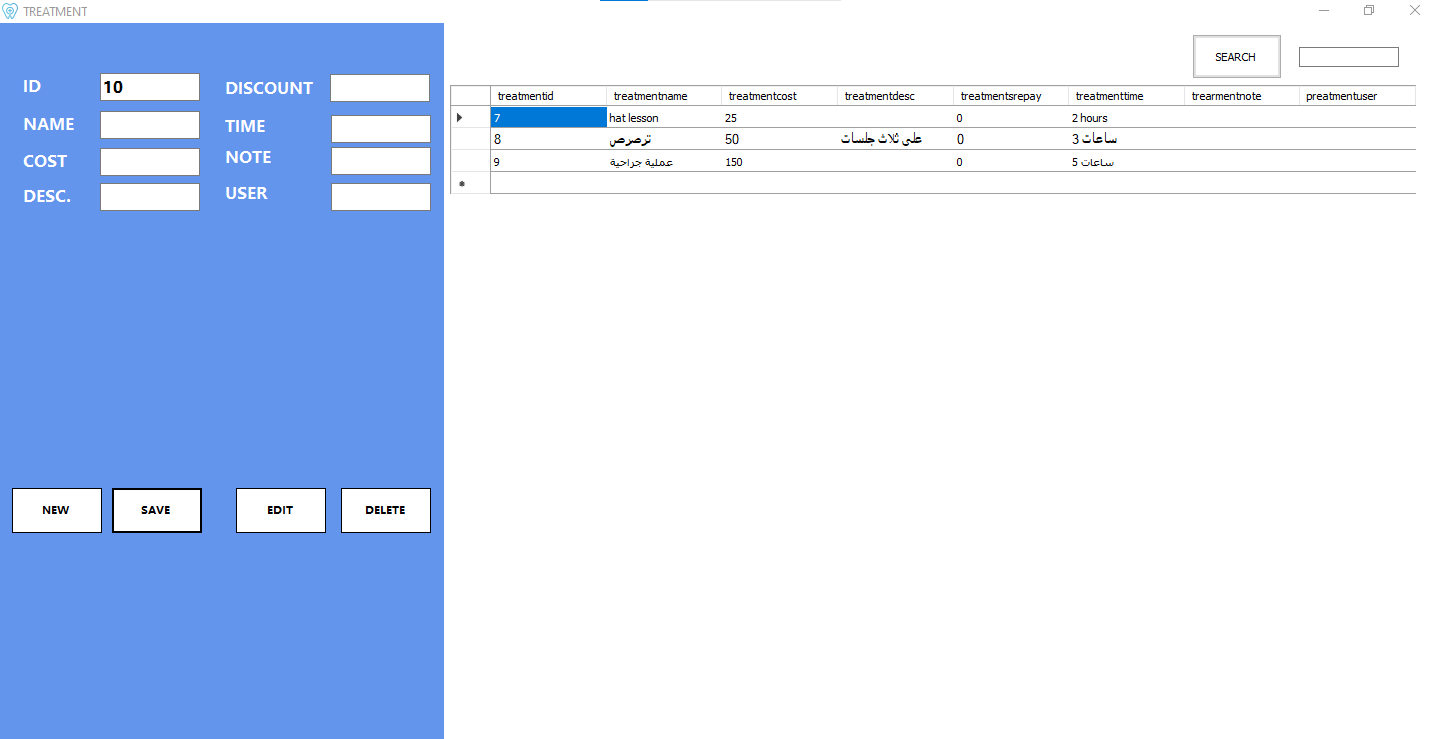 TREATMENT
ID 10 DISCOUNT
NAME TIME
COST NOTE
DESC. USER
NEW SAVE EDIT DELETE
SEARCH
treatmentid treatmentname treatmentcost treatmentdesc treatmentsrepay treatmenttime trearmentnote preatmentuser
7 hat lesson 25 0 2 hours
8 ترصرص 50 على ثلاث جلسات 0 3 ساعات
9 عملية جراحية 150 0 5 ساعات